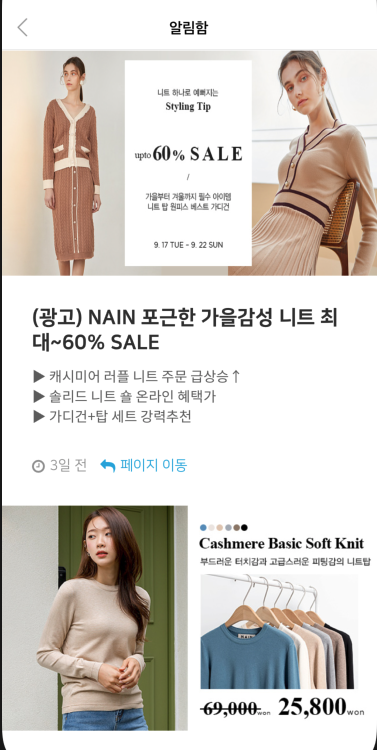 알림함
니트 하나로 예뻐지는
Styling Tip
upto 60% SALE
/
가을부터 겨울까지 필수 아이템
니트 탑 원피스 베스트 가디건
9. 17 TUE - 9. 22 SUN
(광고) NAIN 포근한 가을감성 니트 최
대~60% SALE
▶ 캐시미어 러플 니트 주문 급상승↑
▶ 솔리드 니트 숄 온라인 혜택가
▶ 가디건+탑 세트 강력추천
3일 전 페이지 이동
Cashmere Basic Soft Knit
부드러운 터치감과 고급스러운 피팅감의 니트탑
NAIN
69,000won 25,800won